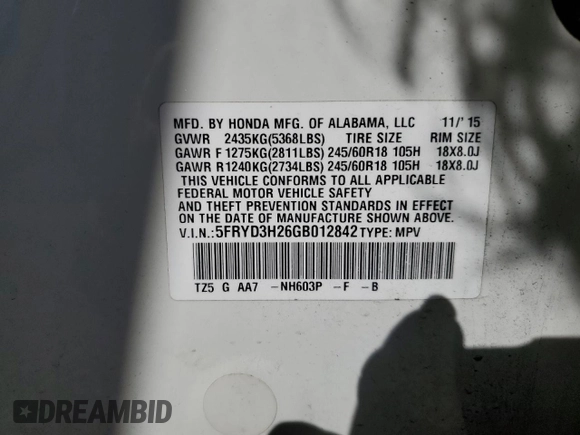 MFD. BY HONDA MFG. OF ALABAMA, LLC 11/'15
GVWR 2435KG(5368LBS) TIRE SIZE RIM SIZE
GAWR F 1275KG(2811LBS) 245/60R18 105H 18X8.0J
GAWR R1240KG(2734LBS) 245/60R18 105H 18X8.0J
THIS VEHICLE CONFORMS TO ALL APPLICABLE
FEDERAL MOTOR VEHICLE SAFETY
AND THEFT PREVENTION STANDARDS IN EFFECT
ON THE DATE OF MANUFACTURE SHOWN ABOVE.
V.I.N.:5FRYD3H26GB012842 TYPE: MPV
TZ5 G AA7 -NH603P -F -B
DREAMBID